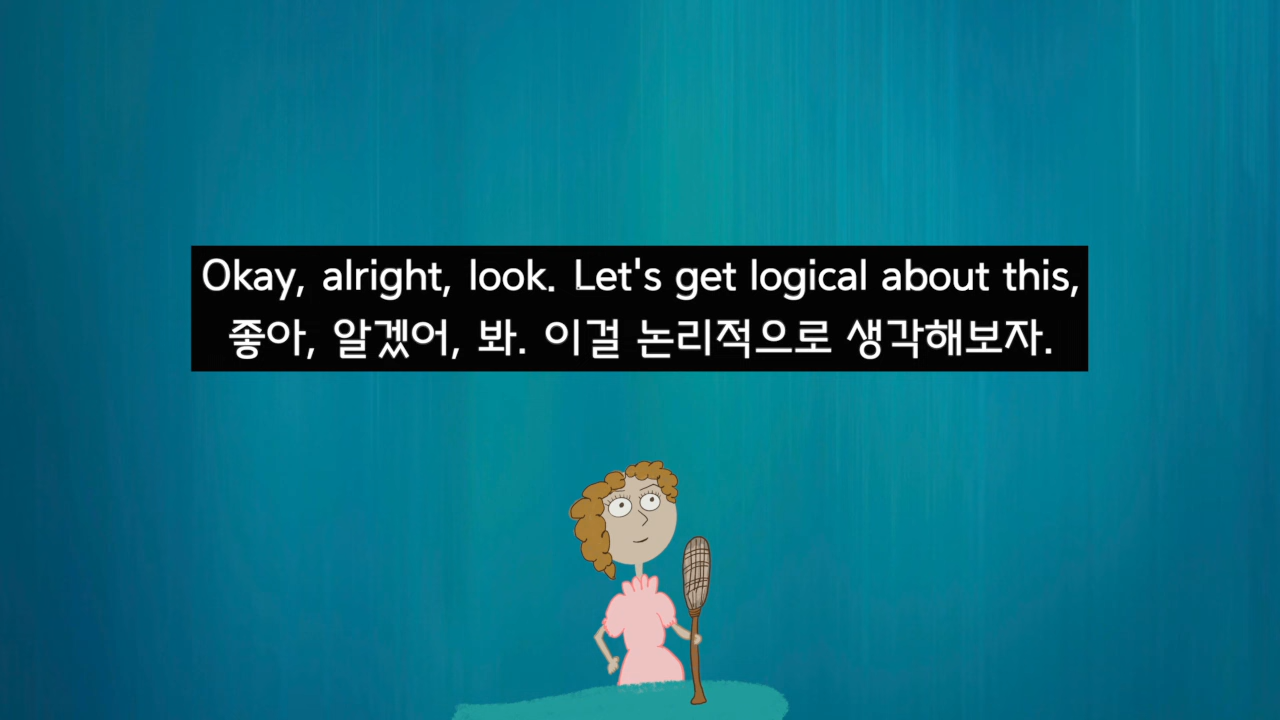 Okay, alright, look. Let's get logical about this,
좋아, 알겠어, 봐. 이걸 논리적으로 생각해보자.